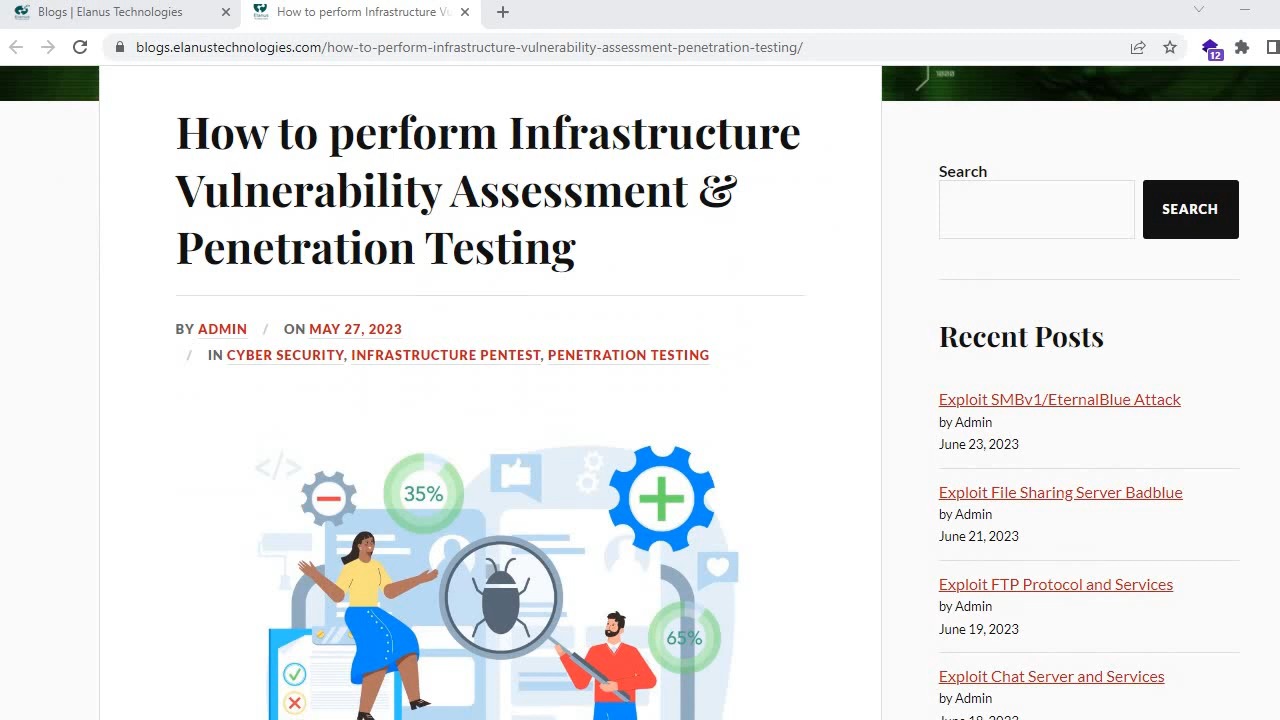 Blogs | Elanus Technologies
How to perform Infrastructure Vu
blogs.elanustechnologies.com/how-to-perform-infrastructure-vulnerability-assessment-penetration-testing/
12
How to perform Infrastructure
Vulnerability Assessment &
Penetration Testing
BY ADMIN / ON MAY 27, 2023
/ IN CYBER SECURITY, INFRASTRUCTURE PENTEST, PENETRATION TESTING
</>
35%
65%
Search
SEARCH
Recent Posts
Exploit SMBv1/EternalBlue Attack
by Admin
June 23, 2023
Exploit File Sharing Server Badblue
by Admin
June 21, 2023
Exploit FTP Protocol and Services
by Admin
June 19, 2023
Exploit Chat Server and Services
by Admin